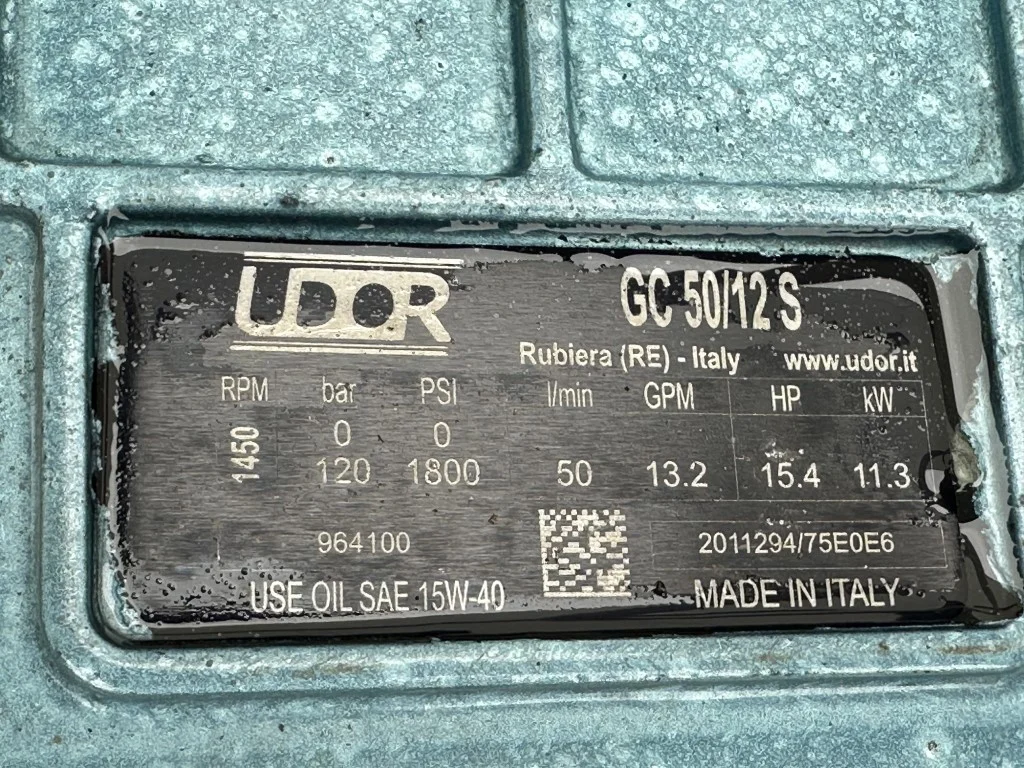 UDOR
GC 50/12 S
Rubiera (RE) - Italy www.udor.it
RPM bar PSI l/min GPM HP kW
1450 0 0
120 1800 50 13.2 15.4 11.3
964100 2011294/75E0E6
USE OIL SAE 15W-40 MADE IN ITALY